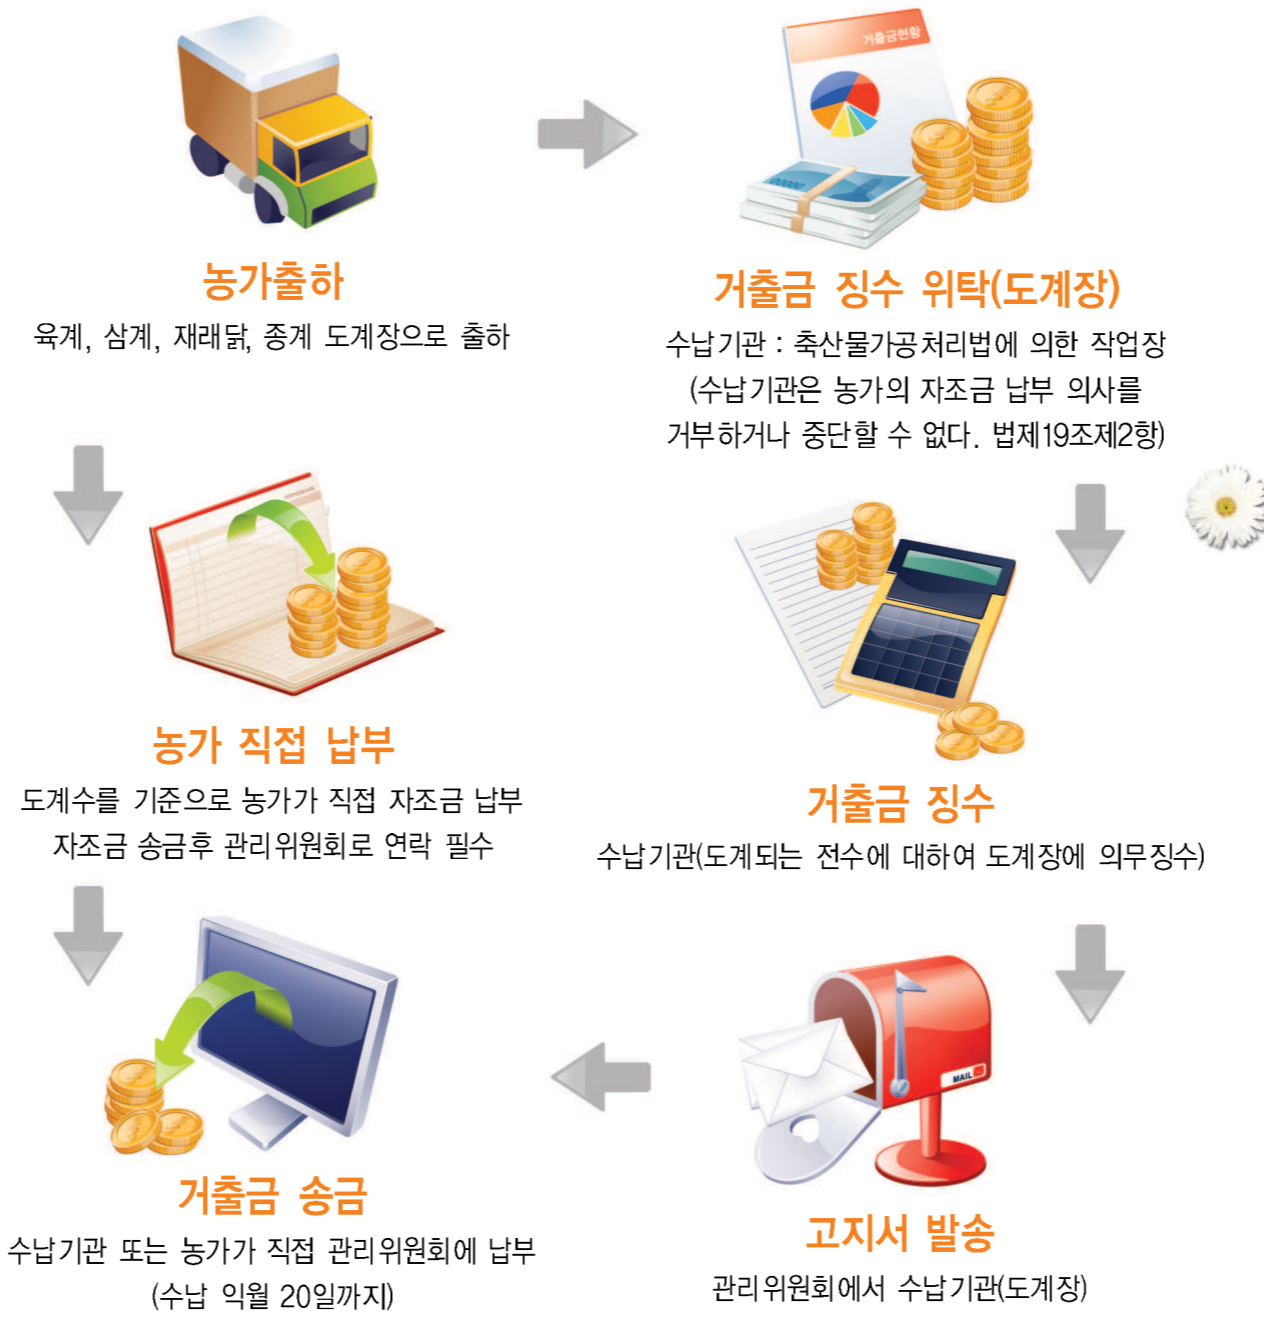 거출금현황
농가출하
육계, 삼계, 재래닭, 종계 도계장으로 출하
거출금 징수 위탁(도계장)
수납기관 : 축산물가공처리법에 의한 작업장
(수납기관은 농가의 자조금 납부 의사를
거부하거나 중단할 수 없다. 법제19조제2항)
농가 직접 납부
도계수를 기준으로 농가가 직접 자조금 납부
자조금 송금후 관리위원회로 연락 필수
거출금 징수
수납기관(도계되는 전수에 대하여 도계장에 의무징수)
거출금 송금
수납기관 또는 농가가 직접 관리위원회에 납부
(수납 익월 20일까지)
MAIL
고지서 발송
관리위원회에서 수납기관(도계장)